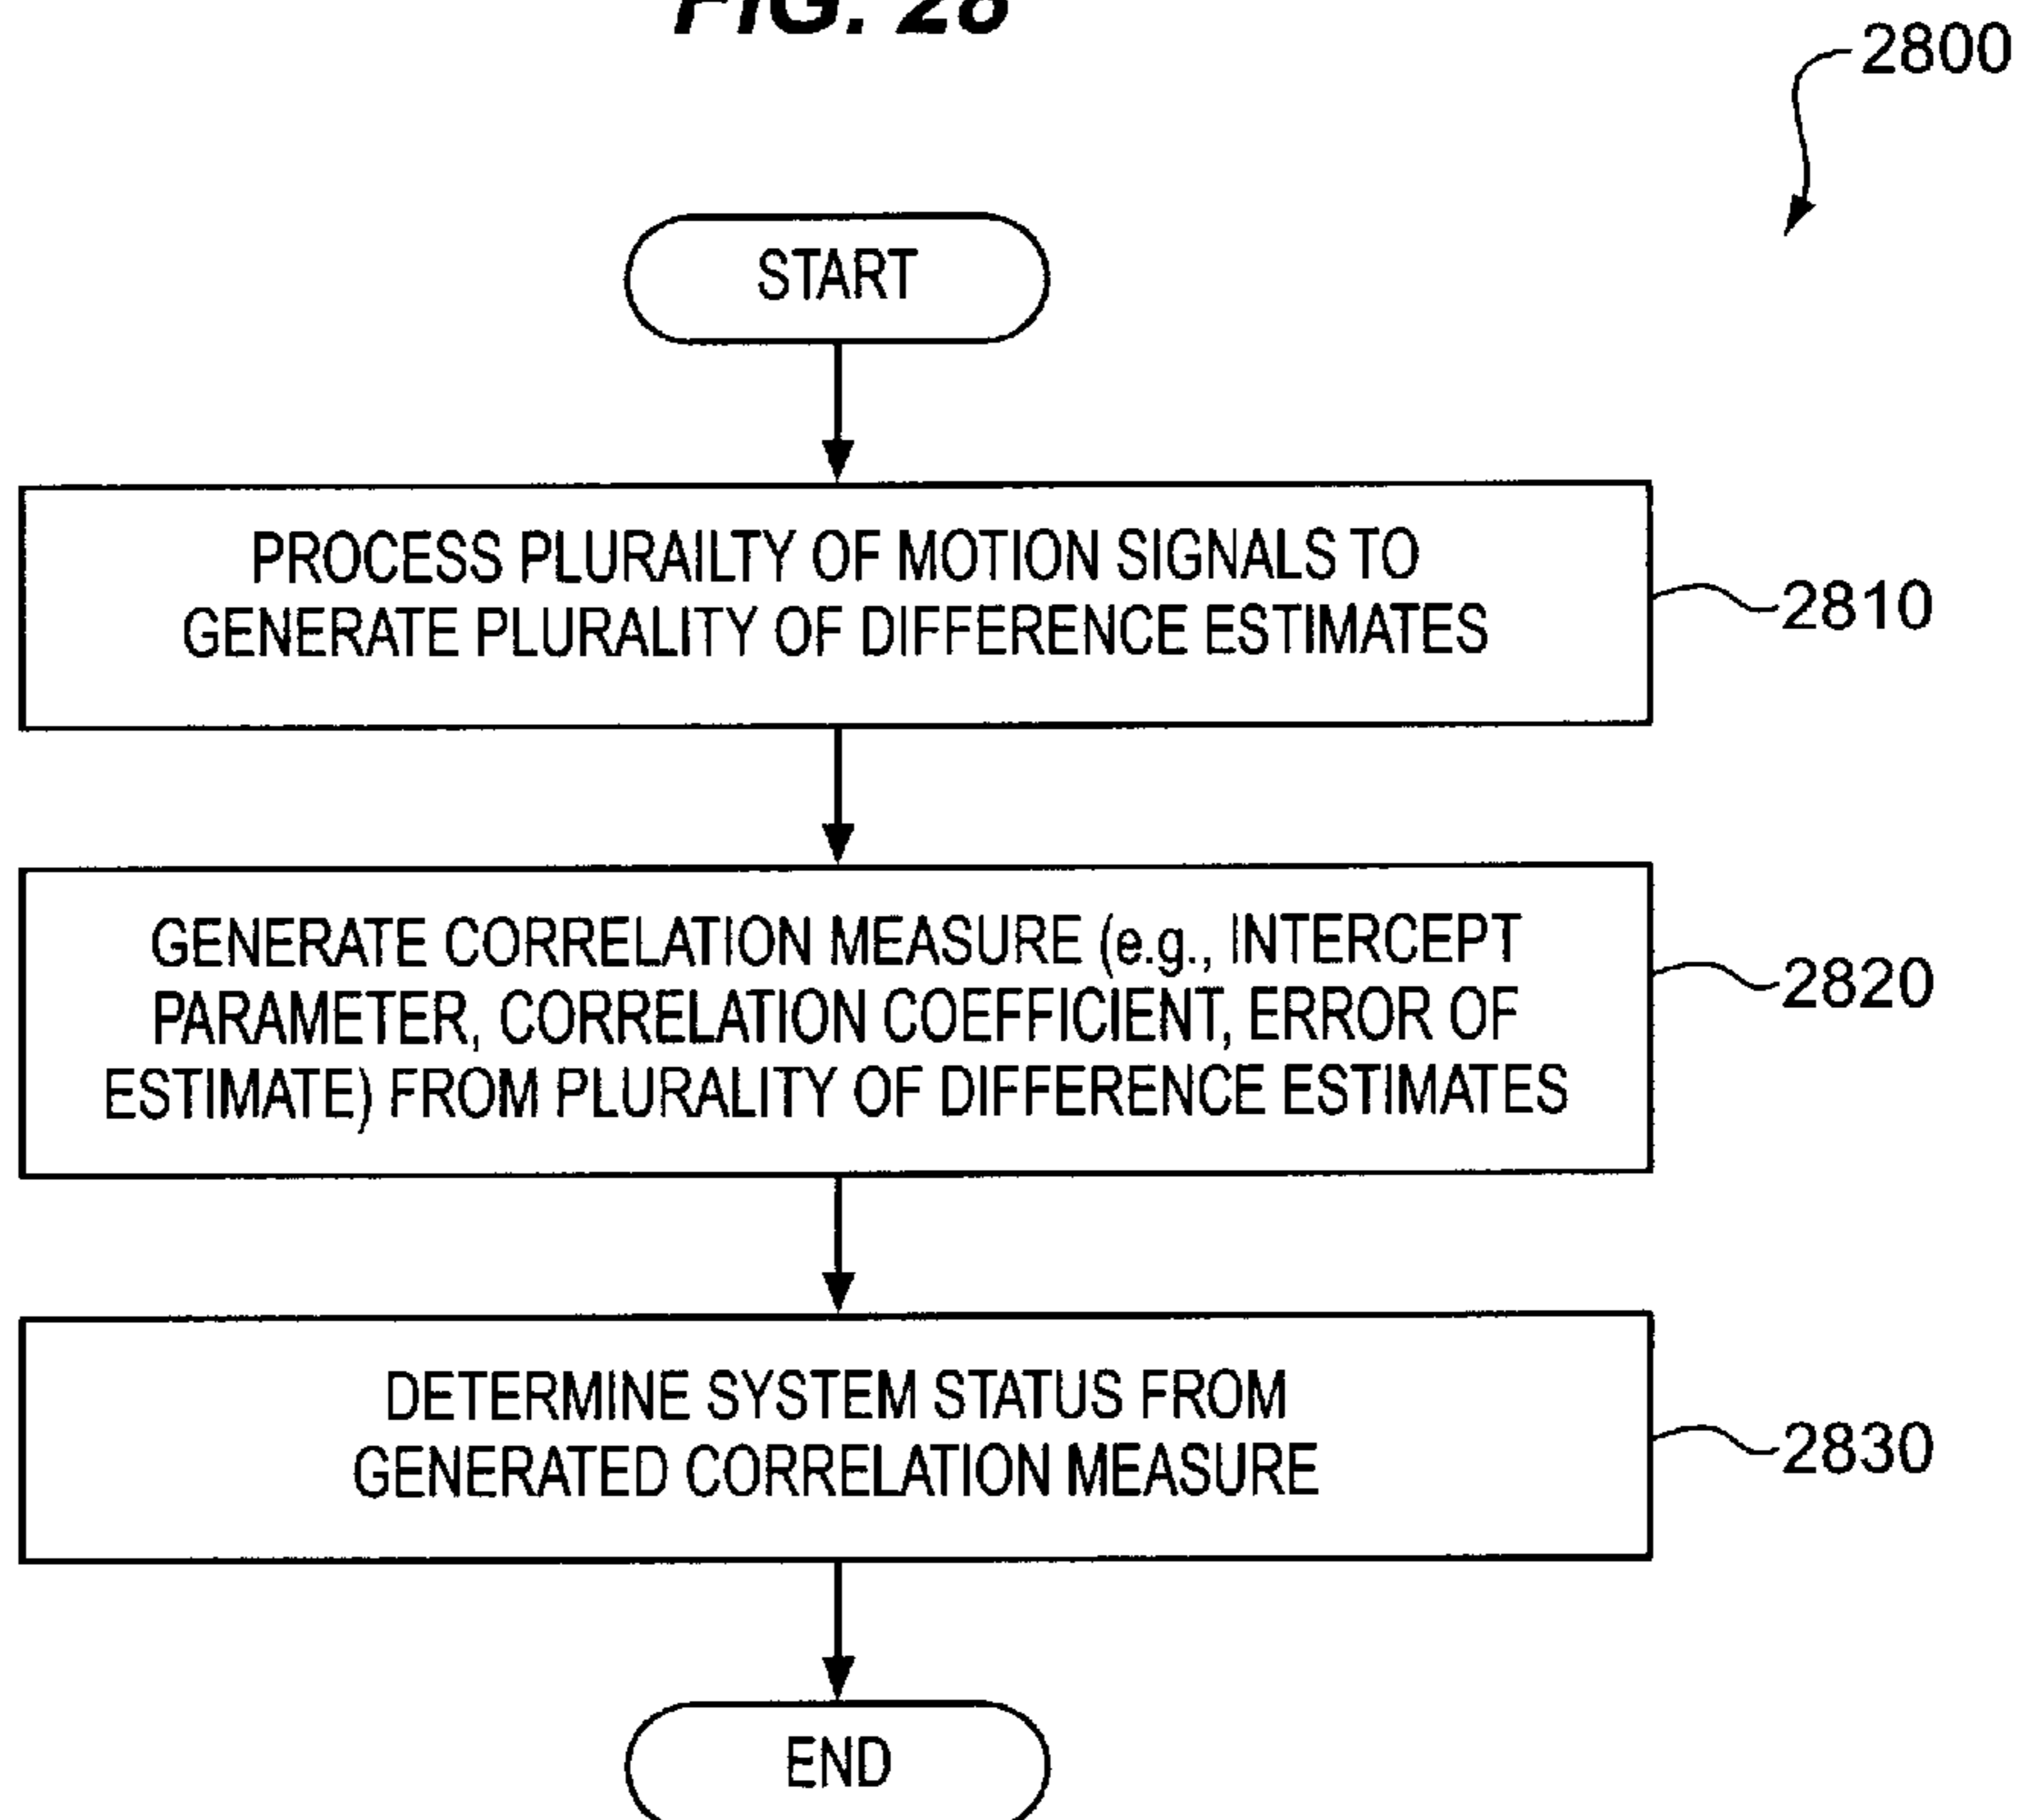 FIG. 28
2800
START
PROCESS PLURAILTY OF MOTION SIGNALS TO
GENERATE PLURALITY OF DIFFERENCE ESTIMATES
2810
GENERATE CORRELATION MEASURE (e.g., INTERCEPT
PARAMETER, CORRELATION COEFFICIENT, ERROR OF
ESTIMATE) FROM PLURALITY OF DIFFERENCE ESTIMATES
2820
DETERMINE SYSTEM STATUS FROM
GENERATED CORRELATION MEASURE
2830
END